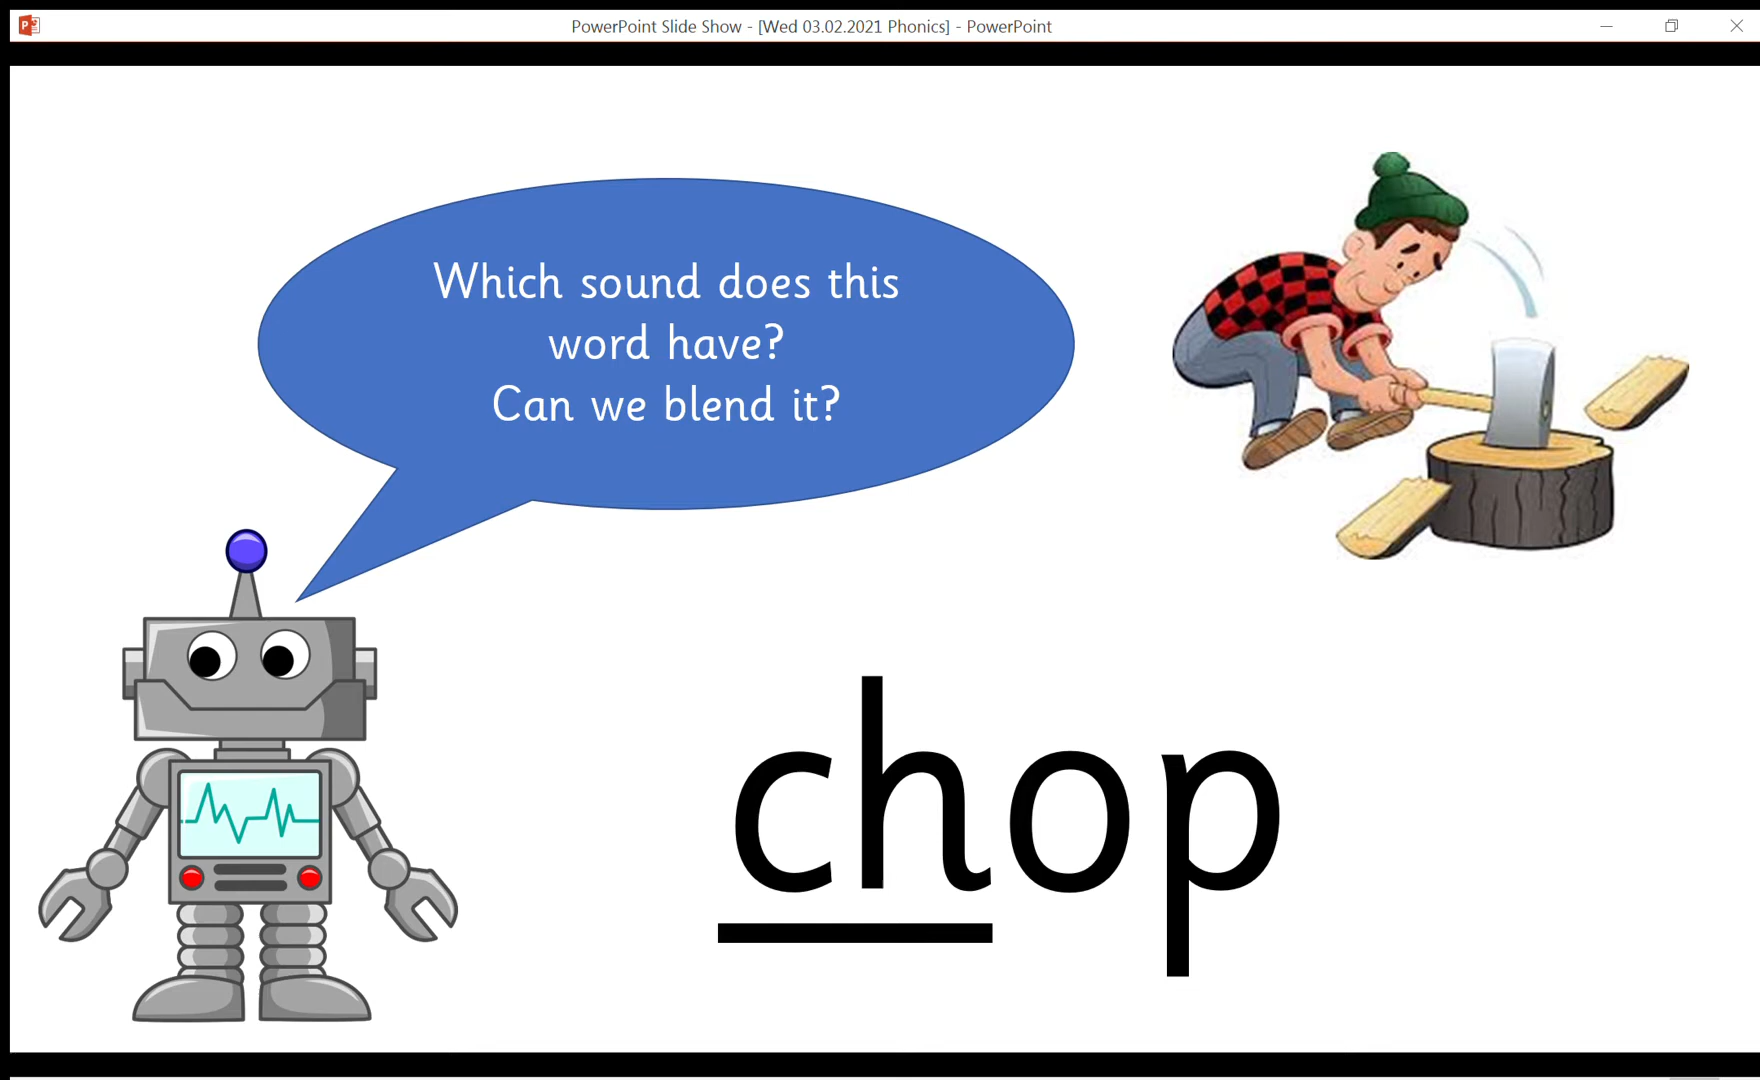 PowerPoint Slide Show - [Wed 03.02.2021 Phonics] - PowerPoint
Which sound does this
word have?
Can we blend it?
chop